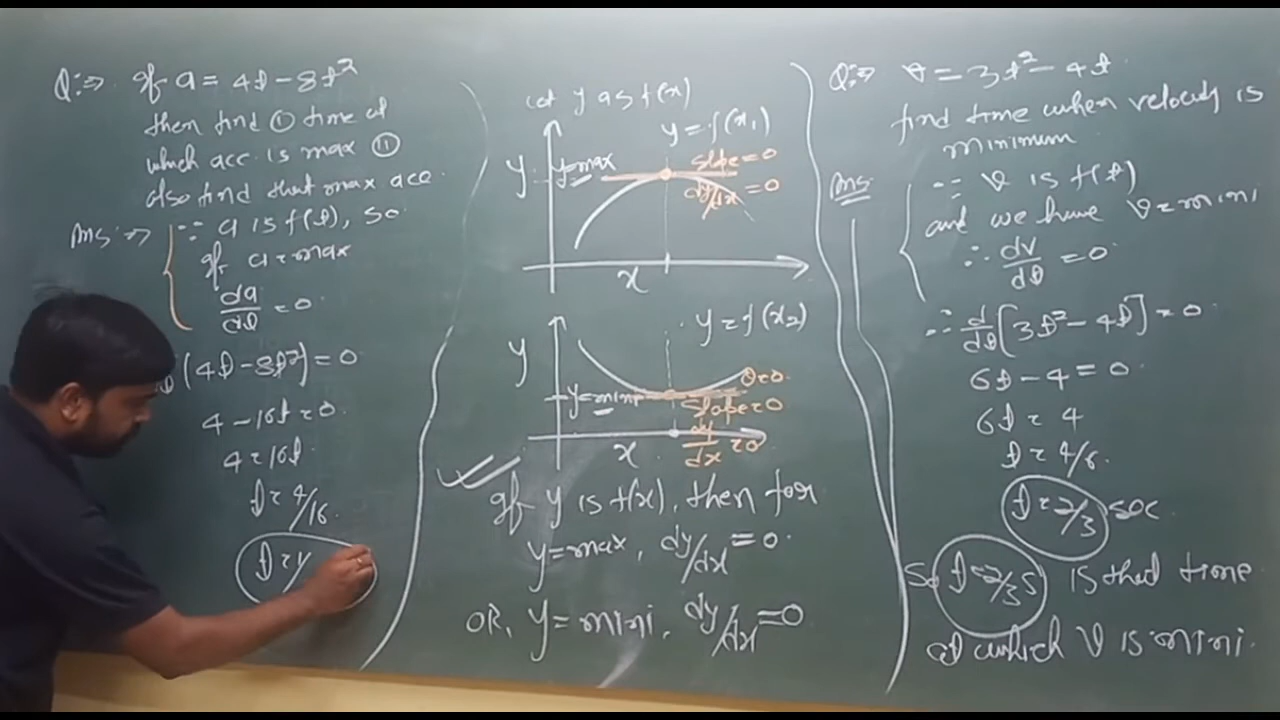 Q:⇒ If a = 4t - 8t²
then find ① time at
which acc. is max ⑪
also find that max acc.
Ans:⇒ ∵ a is f(t), so
if a = max
da/dt = 0
(4t - 8t²) = 0
4 - 16t = 0
4 = 16t
t = 4/16.
t = 1/
Let y as f(x)
y = f(x₁)
y
y=max
slope = 0
dy/dx = 0
x
y = f(x₂)
y
θ=0
y=mini
slope=0
dy/dx = 0
x
If y is f(x), then for
y=max, dy/dx = 0.
OR, y = mini, dy/dx = 0
Q:⇒ v = 3t² - 4t
find time when velocity is
minimum
Ans:
∵ v is f(t)
and we have v = mini
∴ dv/dt = 0
∴ d/dt [3t² - 4t] = 0
6t - 4 = 0
6t = 4
t = 4/6.
t = 2/3 sec
So t = 2/3 s is that time
at which v is mini.